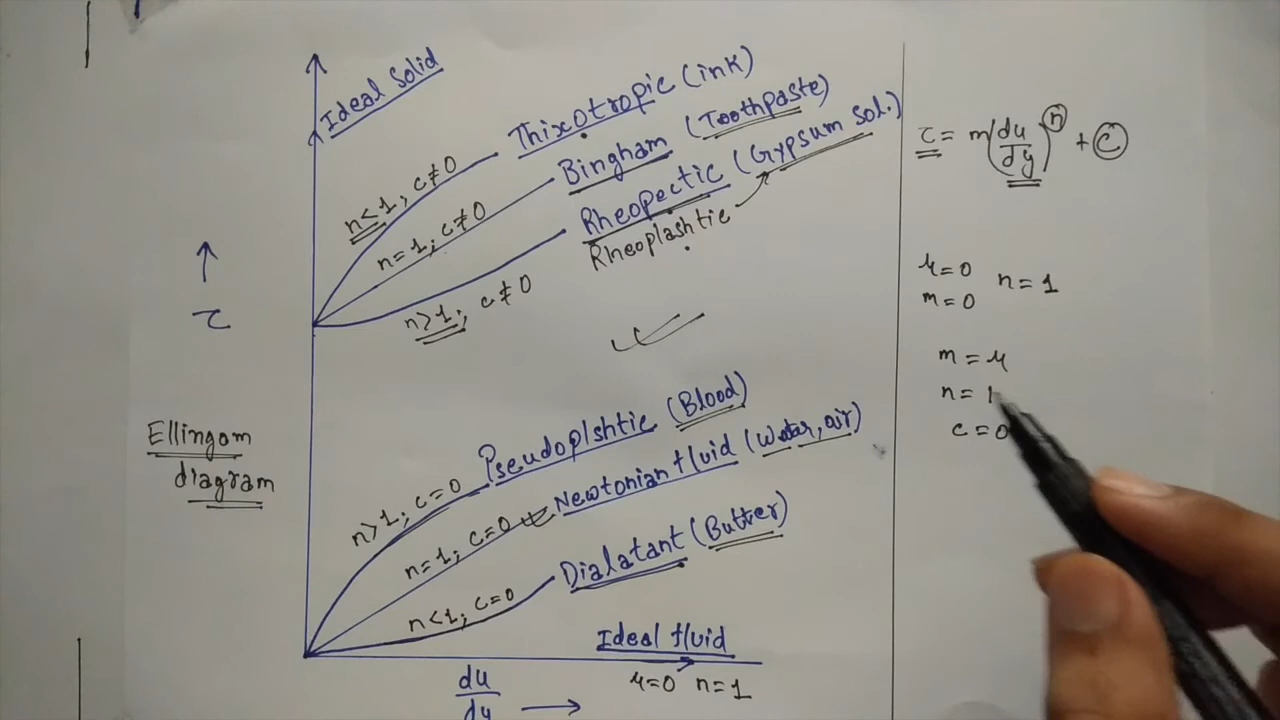 Ideal Solid
Thixotropic (ink)
Bingham (Toothpaste)
Rheopectic (Gypsum Sol.)
Rheoplashtic
n<1, c≠0
n=1, c≠0
n>1, c≠0
τ
Ellingom
diagram
Pseudoplshtic (Blood)
Newtonian fluid (Water, air)
Dialatant (Butter)
n>1, c=0
n=1, c=0
n<1, c=0
Ideal fluid
μ=0 n=1
du
dy
τ = m(du/dy)^n + c
μ=0
m=0 n=1
m=μ
n=1
c=0